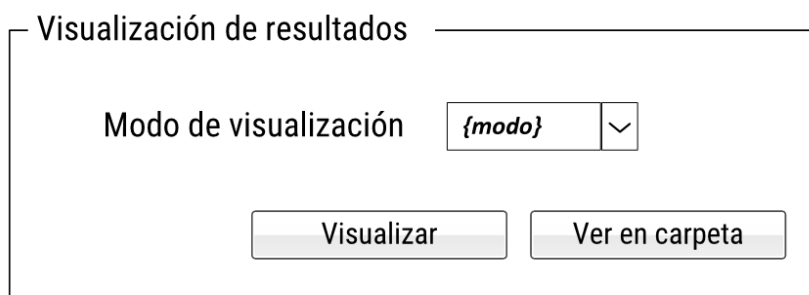 Visualización de resultados
Modo de visualización {modo}
Visualizar Ver en carpeta